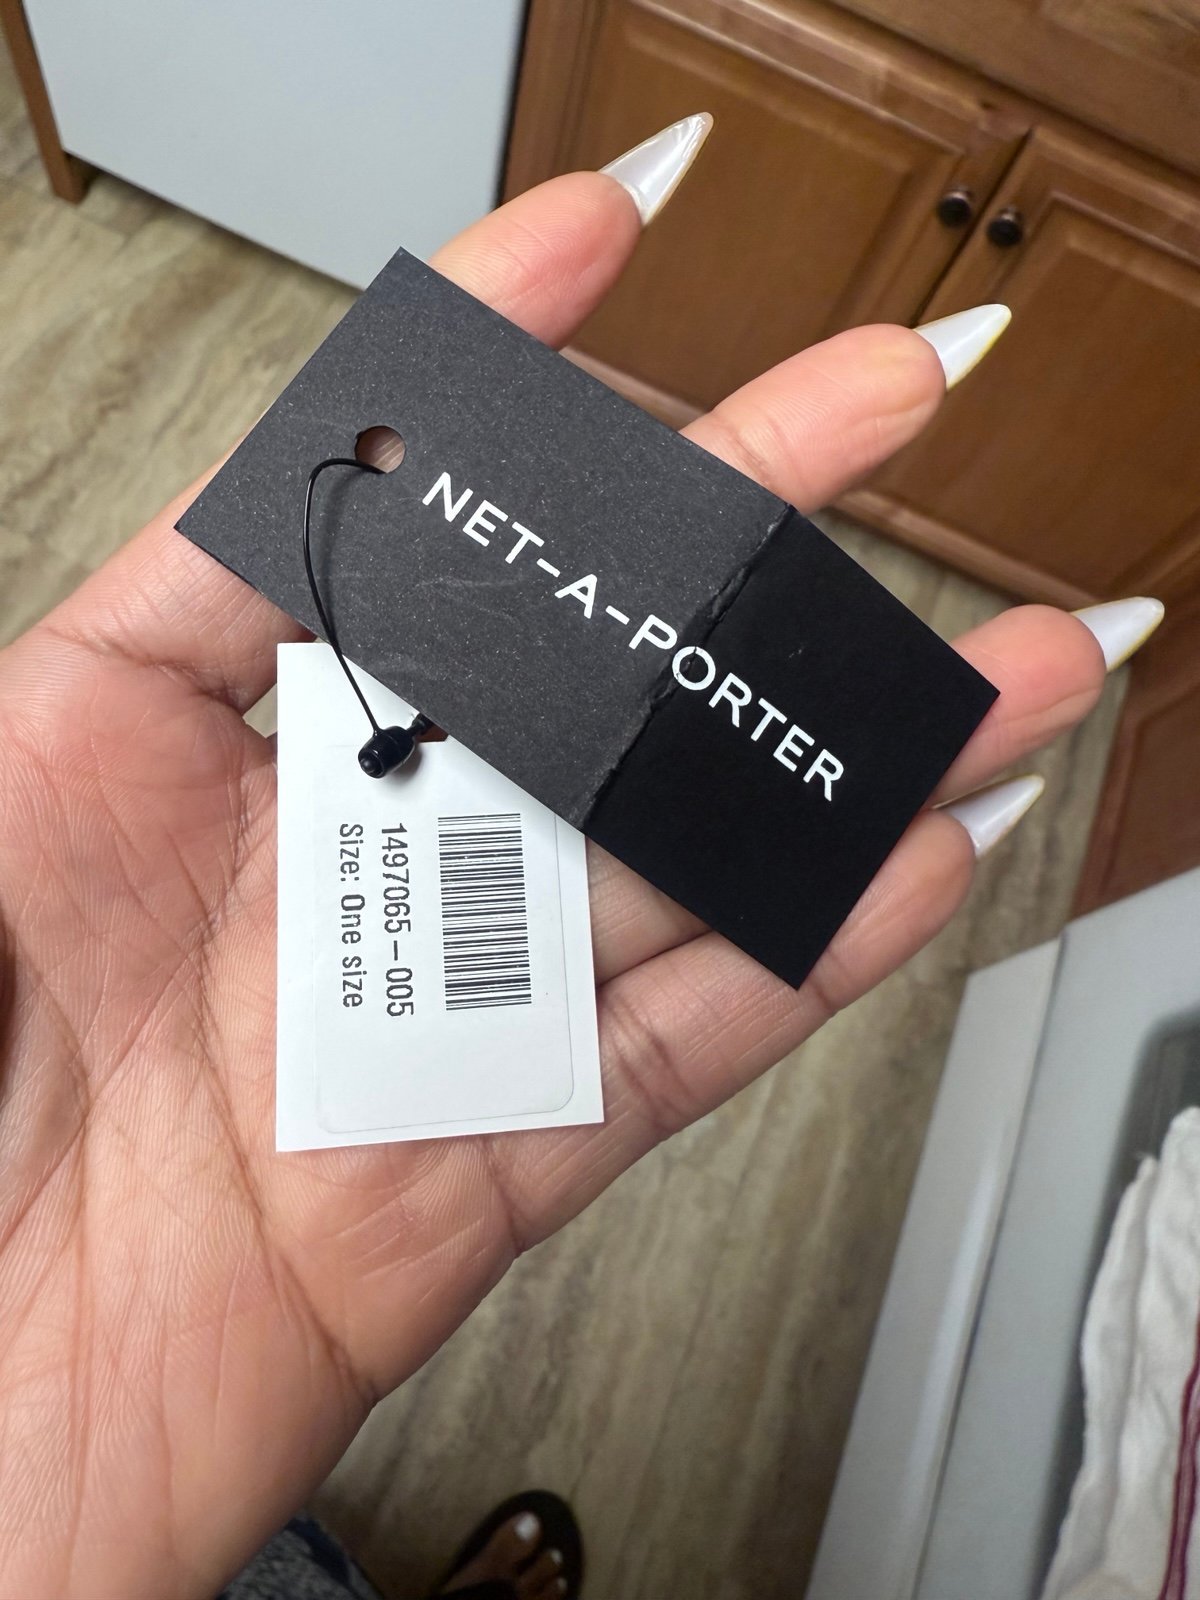 NET-A-PORTER
1497065-005
Size: One size